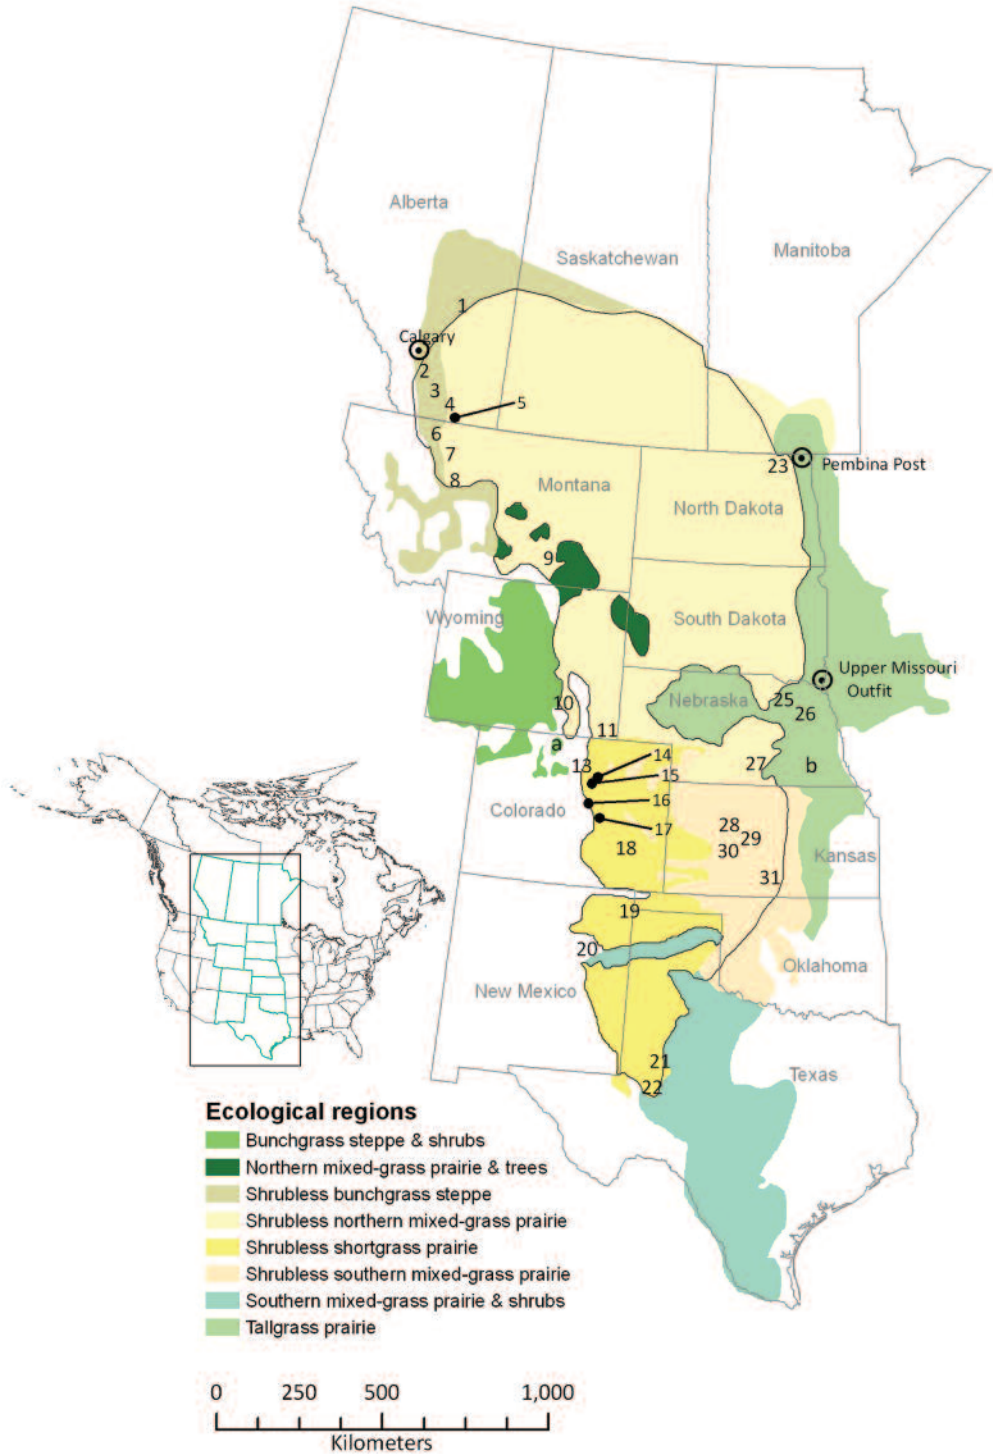 Alberta
Saskatchewan
Manitoba
1
Calgary
2
3
4
5
6
7
8
23
Pembina Post
Montana
North Dakota
9
Wyoming
South Dakota
Upper Missouri
Outfit
Nebraska
10
25
26
11
a
13
14
15
27
b
16
Colorado
17
28
29
30
18
Kansas
31
19
20
Oklahoma
New Mexico
21
22
Texas
Ecological regions
Bunchgrass steppe & shrubs
Northern mixed-grass prairie & trees
Shrubless bunchgrass steppe
Shrubless northern mixed-grass prairie
Shrubless shortgrass prairie
Shrubless southern mixed-grass prairie
Southern mixed-grass prairie & shrubs
Tallgrass prairie
0 250 500 1,000
Kilometers